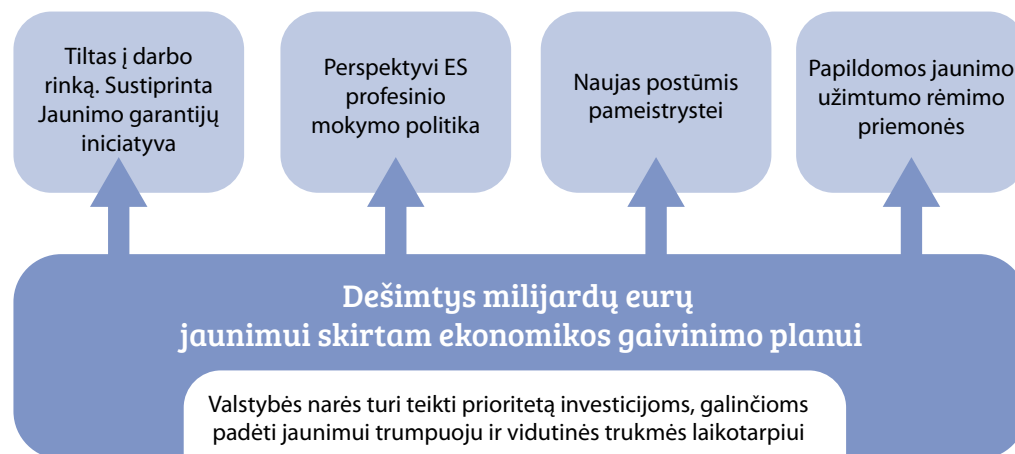 Tiltas į darbo
rinką. Sustiprinta
Jaunimo garantijų
iniciatyva
Perspektyvi ES
profesinio
mokymo politika
Naujas postūmis
pameistrystei
Papildomos jaunimo
užimtumo rėmimo
priemonės
Dešimtys milijardų eurų
jaunimui skirtam ekonomikos gaivinimo planui
Valstybės narės turi teikti prioritetą investicijoms, galinčioms
padėti jaunimui trumpuoju ir vidutinės trukmės laikotarpiui